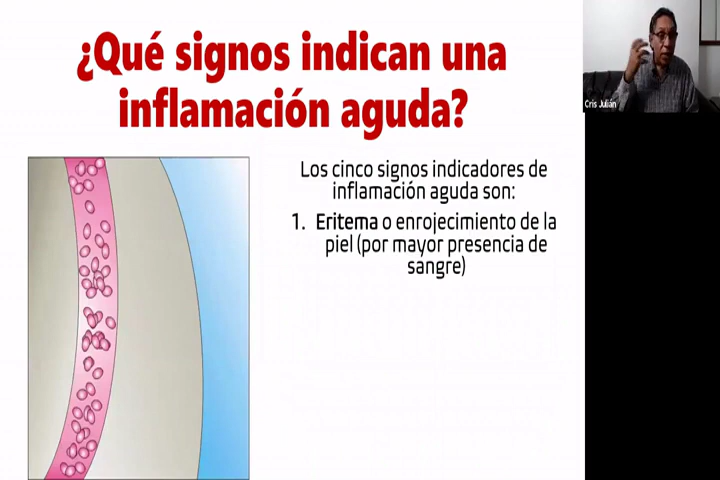 ¿Qué signos indican una
inflamación aguda?
Los cinco signos indicadores de
inflamación aguda son:
1. Eritema o enrojecimiento de la
piel (por mayor presencia de
sangre)
Cris Julián